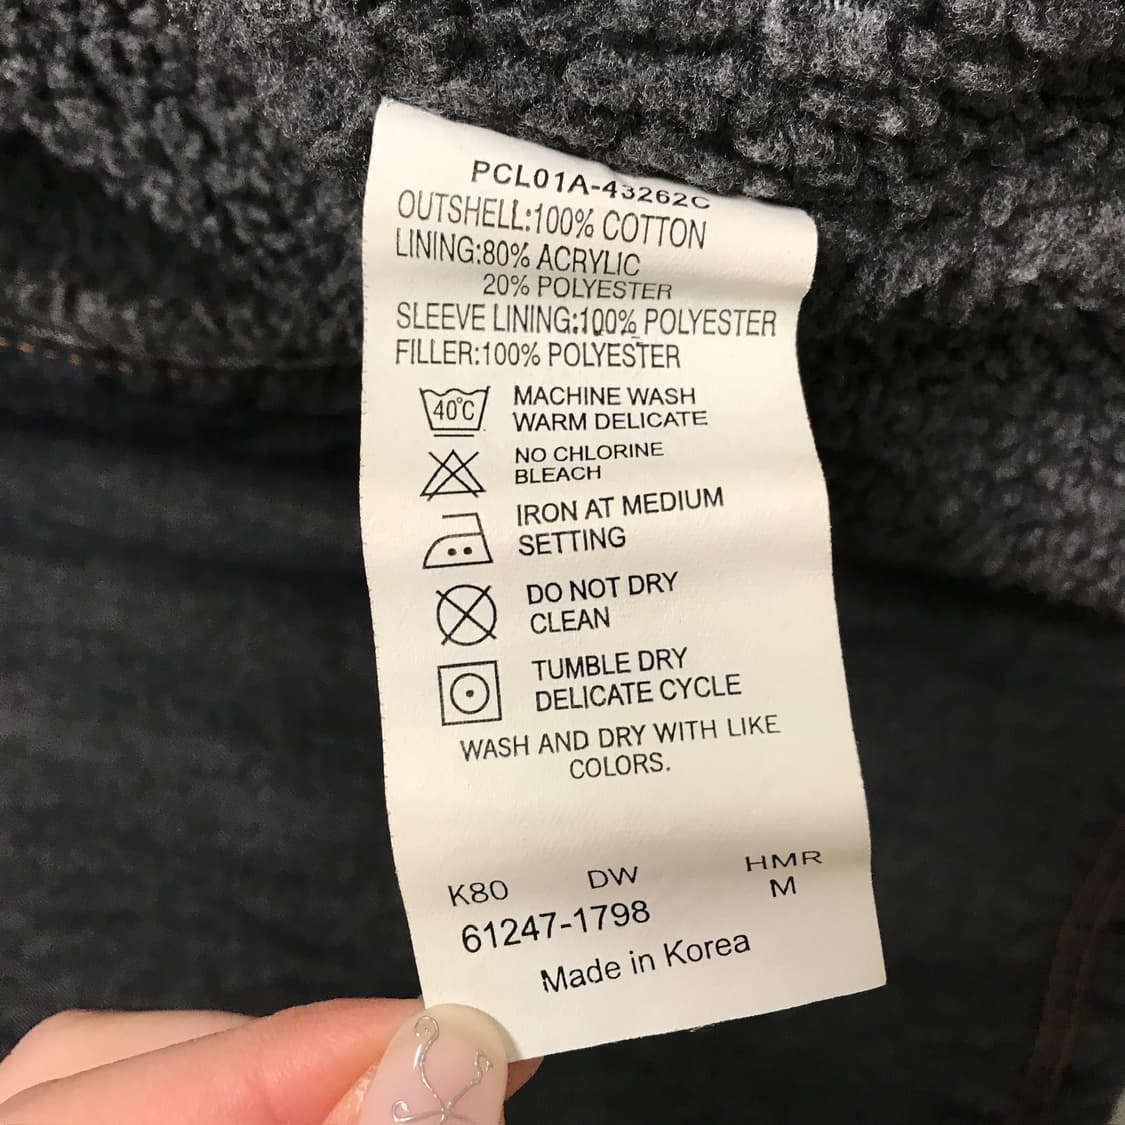 PCL01A-43262C
OUTSHELL:100% COTTON
LINING:80% ACRYLIC
20% POLYESTER
SLEEVE LINING:100% POLYESTER
FILLER:100% POLYESTER
40°C MACHINE WASH
WARM DELICATE
NO CHLORINE
BLEACH
IRON AT MEDIUM
SETTING
DO NOT DRY
CLEAN
TUMBLE DRY
DELICATE CYCLE
WASH AND DRY WITH LIKE
COLORS.
K80 DW HMR
61247-1798 M
Made in Korea